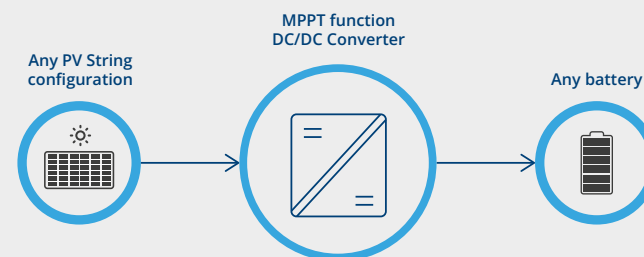 MPPT function
DC/DC Converter
Any PV String
configuration
Any battery